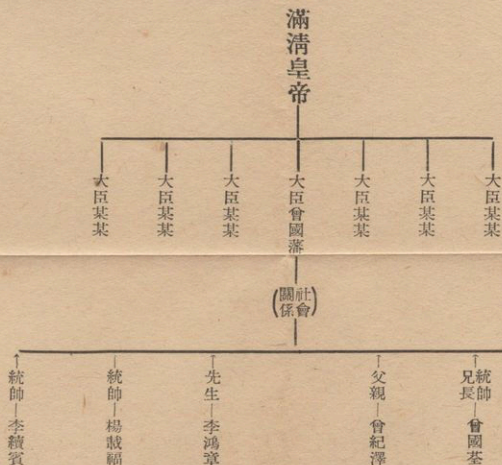 滿清皇帝
大臣某某
大臣某某
大臣某某
大臣曾國藩
大臣某某
大臣某某
大臣某某
(社會關係)
統帥兄長—曾國荃
父親—曾紀澤
先生—李鴻章
統帥—楊載福
統帥—李續賓